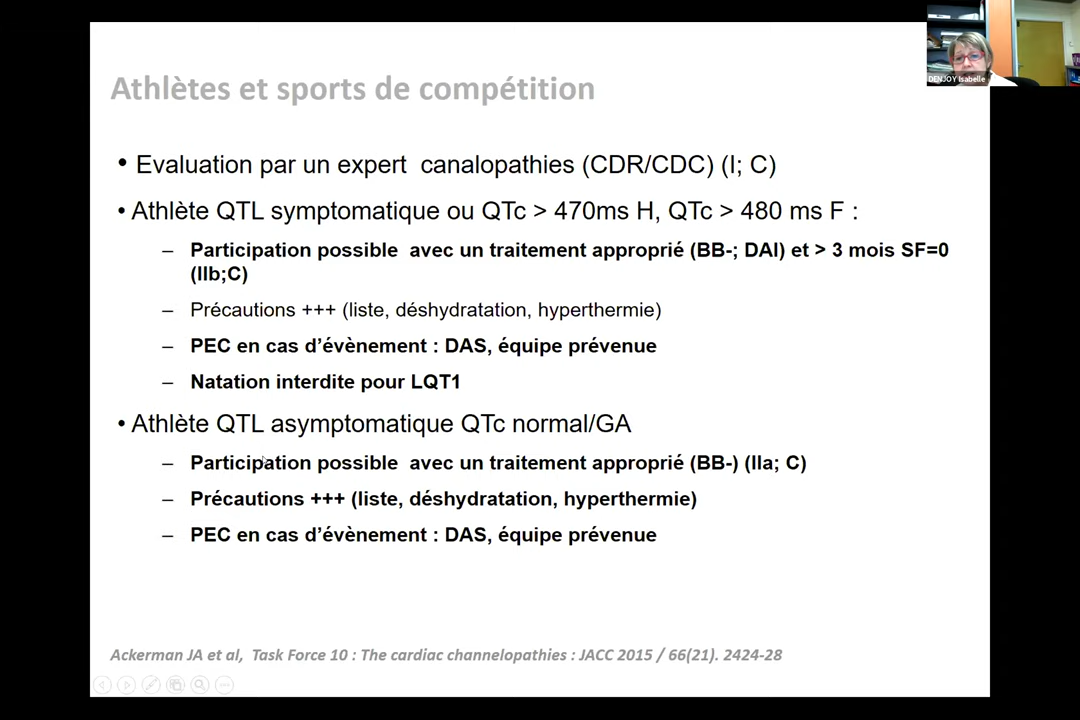 DENJOY Isabelle
Athlètes et sports de compétition
• Evaluation par un expert canalopathies (CDR/CDC) (I; C)
• Athlète QTL symptomatique ou QTc > 470ms H, QTc > 480 ms F :
– Participation possible avec un traitement approprié (BB-; DAI) et > 3 mois SF=0
(IIb;C)
– Précautions +++ (liste, déshydratation, hyperthermie)
– PEC en cas d’évènement : DAS, équipe prévenue
– Natation interdite pour LQT1
• Athlète QTL asymptomatique QTc normal/GA
– Participation possible avec un traitement approprié (BB-) (IIa; C)
– Précautions +++ (liste, déshydratation, hyperthermie)
– PEC en cas d’évènement : DAS, équipe prévenue
Ackerman JA et al, Task Force 10 : The cardiac channelopathies : JACC 2015 / 66(21). 2424-28